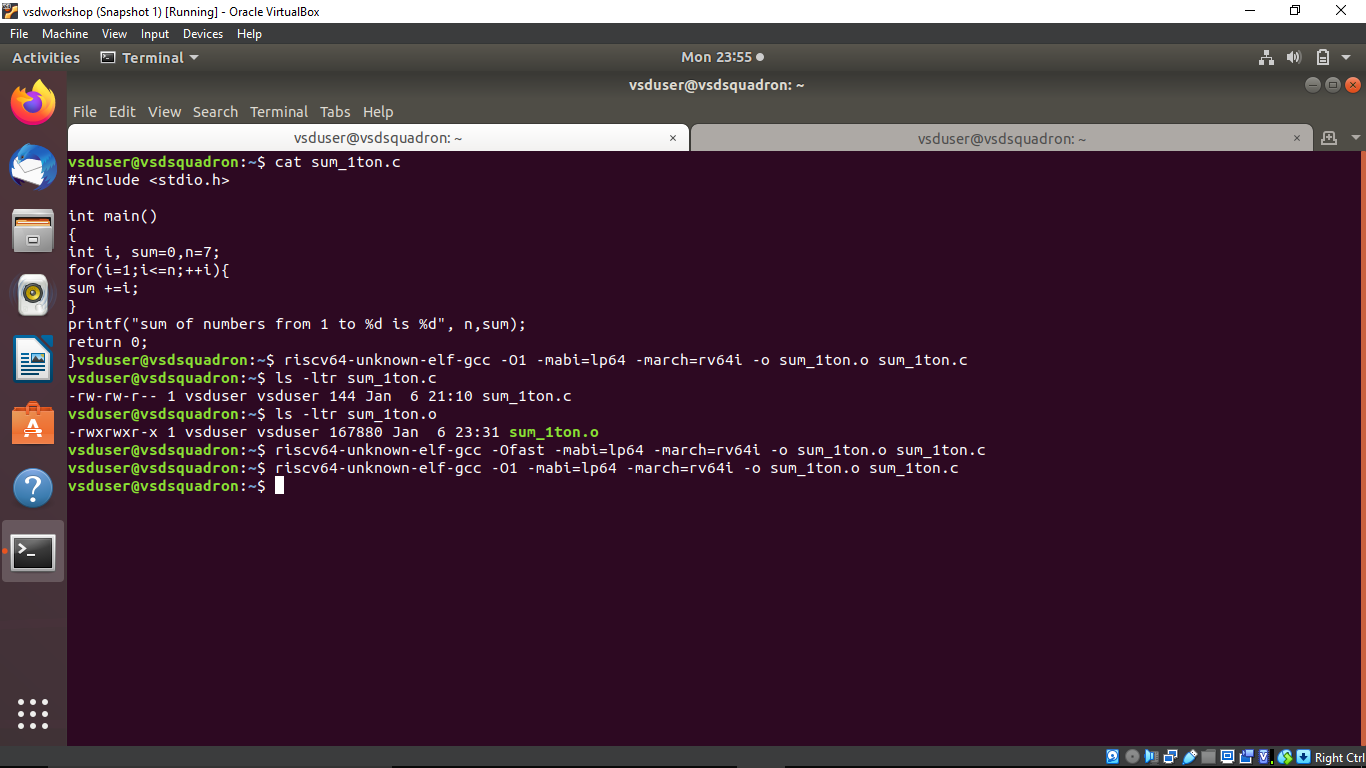 vsdworkshop (Snapshot 1) [Running] - Oracle VirtualBox
File Machine View Input Devices Help
Activities Terminal Mon 23:55
vsduser@vsdsquadron: ~
File Edit View Search Terminal Tabs Help
vsduser@vsdsquadron: ~ × vsduser@vsdsquadron: ~ ×
vsduser@vsdsquadron:~$ cat sum_1ton.c
#include <stdio.h>
int main()
{
int i, sum=0,n=7;
for(i=1;i<=n;++i){
sum +=i;
}
printf("sum of numbers from 1 to %d is %d", n,sum);
return 0;
}vsduser@vsdsquadron:~$ riscv64-unknown-elf-gcc -O1 -mabi=lp64 -march=rv64i -o sum_1ton.o sum_1ton.c
vsduser@vsdsquadron:~$ ls -ltr sum_1ton.c
-rw-rw-r-- 1 vsduser vsduser 144 Jan  6 21:10 sum_1ton.c
vsduser@vsdsquadron:~$ ls -ltr sum_1ton.o
-rwxrwxr-x 1 vsduser vsduser 167880 Jan  6 23:31 sum_1ton.o
vsduser@vsdsquadron:~$ riscv64-unknown-elf-gcc -Ofast -mabi=lp64 -march=rv64i -o sum_1ton.o sum_1ton.c
vsduser@vsdsquadron:~$ riscv64-unknown-elf-gcc -O1 -mabi=lp64 -march=rv64i -o sum_1ton.o sum_1ton.c
vsduser@vsdsquadron:~$
Right Ctrl